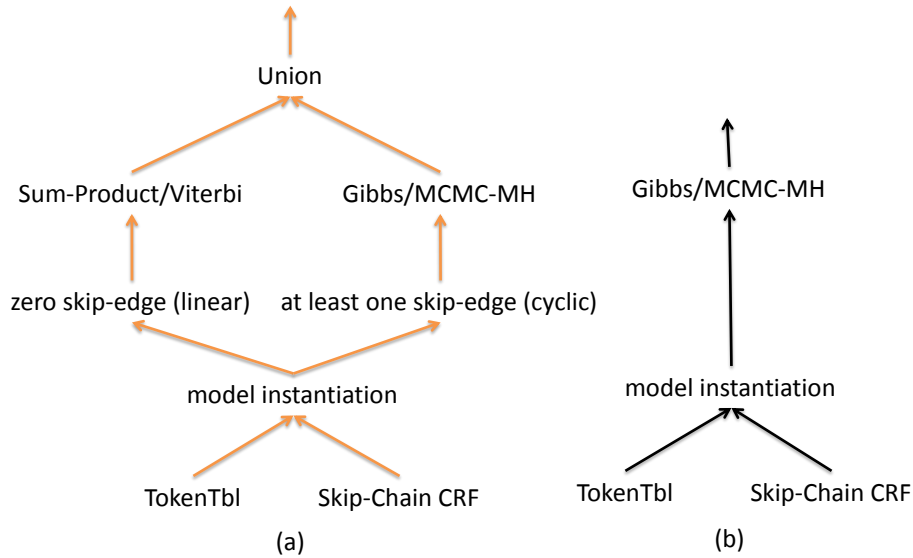 Union
Sum-Product/Viterbi
Gibbs/MCMC-MH
zero skip-edge (linear)
at least one skip-edge (cyclic)
model instantiation
TokenTbl
Skip-Chain CRF
(a)
Gibbs/MCMC-MH
model instantiation
TokenTbl
Skip-Chain CRF
(b)